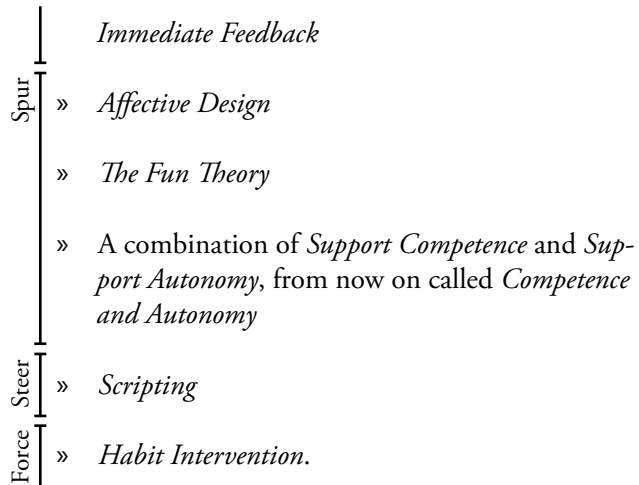 Immediate Feedback
Spur
» Affective Design
» The Fun Theory
» A combination of Support Competence and Sup-
port Autonomy, from now on called Competence
and Autonomy
Steer
» Scripting
Force
» Habit Intervention.